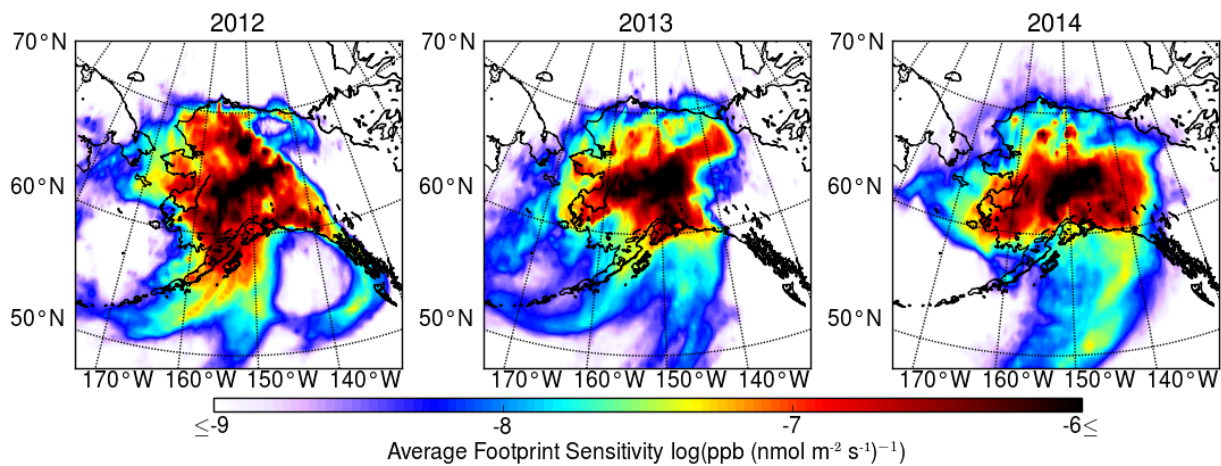 2012 2013 2014
70°N 70°N 70°N
60°N 60°N 60°N
50°N 50°N 50°N
170°W 160°W 150°W 140°W 170°W 160°W 150°W 140°W 170°W 160°W 150°W 140°W
≤-9 -8 -7 -6≤
Average Footprint Sensitivity log(ppb (nmol m⁻² s⁻¹)⁻¹)